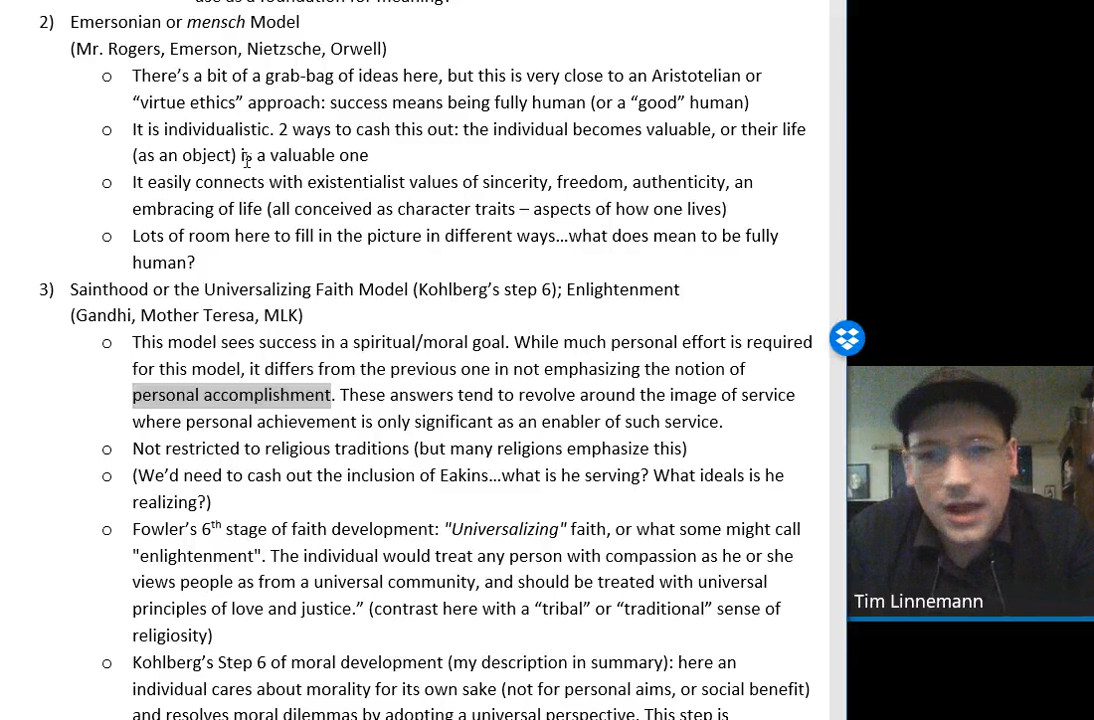 use as a foundation for meaning?
2) Emersonian or mensch Model
(Mr. Rogers, Emerson, Nietzsche, Orwell)
o There's a bit of a grab-bag of ideas here, but this is very close to an Aristotelian or
"virtue ethics" approach: success means being fully human (or a "good" human)
o It is individualistic. 2 ways to cash this out: the individual becomes valuable, or their life
(as an object) is a valuable one
o It easily connects with existentialist values of sincerity, freedom, authenticity, an
embracing of life (all conceived as character traits – aspects of how one lives)
o Lots of room here to fill in the picture in different ways…what does mean to be fully
human?
3) Sainthood or the Universalizing Faith Model (Kohlberg's step 6); Enlightenment
(Gandhi, Mother Teresa, MLK)
o This model sees success in a spiritual/moral goal. While much personal effort is required
for this model, it differs from the previous one in not emphasizing the notion of
personal accomplishment. These answers tend to revolve around the image of service
where personal achievement is only significant as an enabler of such service.
o Not restricted to religious traditions (but many religions emphasize this)
o (We'd need to cash out the inclusion of Eakins…what is he serving? What ideals is he
realizing?)
o Fowler's 6th stage of faith development: "Universalizing" faith, or what some might call
"enlightenment". The individual would treat any person with compassion as he or she
views people as from a universal community, and should be treated with universal
principles of love and justice." (contrast here with a "tribal" or "traditional" sense of
religiosity)
o Kohlberg's Step 6 of moral development (my description in summary): here an
individual cares about morality for its own sake (not for personal aims, or social benefit)
and resolves moral dilemmas by adopting a universal perspective. This step is
Tim Linnemann